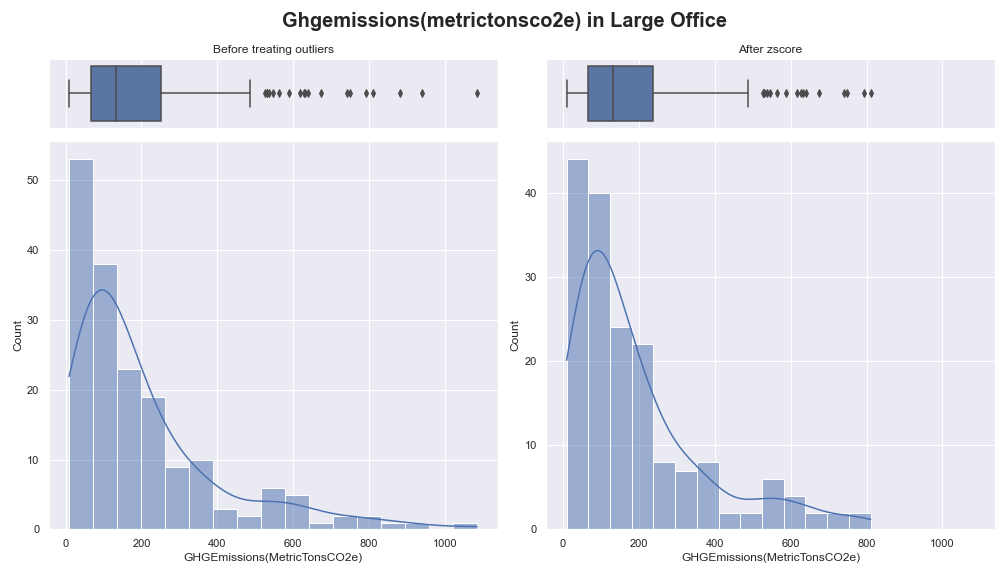 Ghgemissions(metrictonsco2e) in Large Office
Before treating outliers
After zscore
50
40
30
20
10
0
Count
0 200 400 600 800 1000
GHGEmissions(MetricTonsCO2e)
40
30
20
10
0
Count
0 200 400 600 800 1000
GHGEmissions(MetricTonsCO2e)